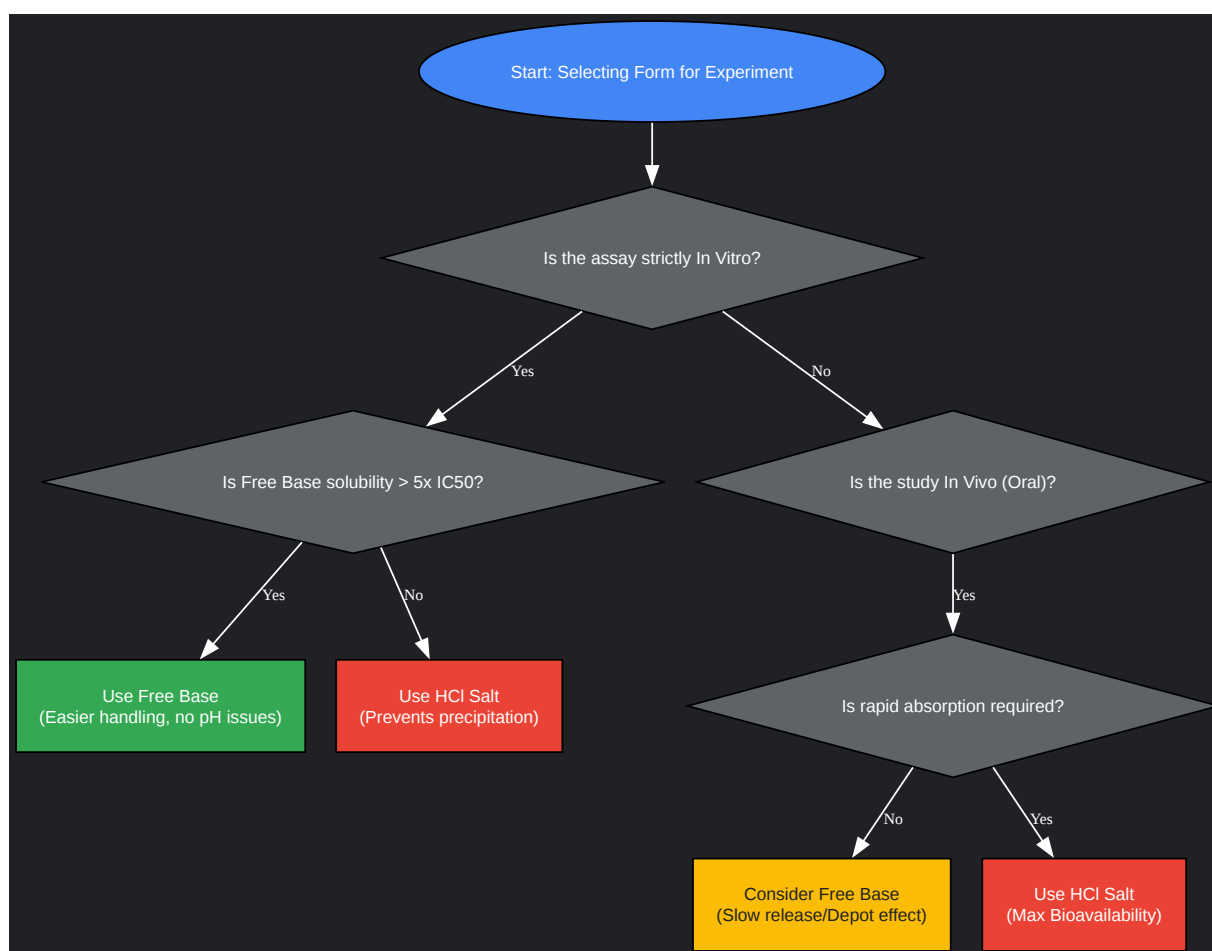 Start: Selecting Form for Experiment
Is the assay strictly In Vitro?
Yes
No
Is Free Base solubility > 5x IC50?
Is the study In Vivo (Oral)?
Yes
No
Yes
Use Free Base
(Easier handling, no pH issues)
Use HCl Salt
(Prevents precipitation)
Is rapid absorption required?
No
Yes
Consider Free Base
(Slow release/Depot effect)
Use HCl Salt
(Max Bioavailability)